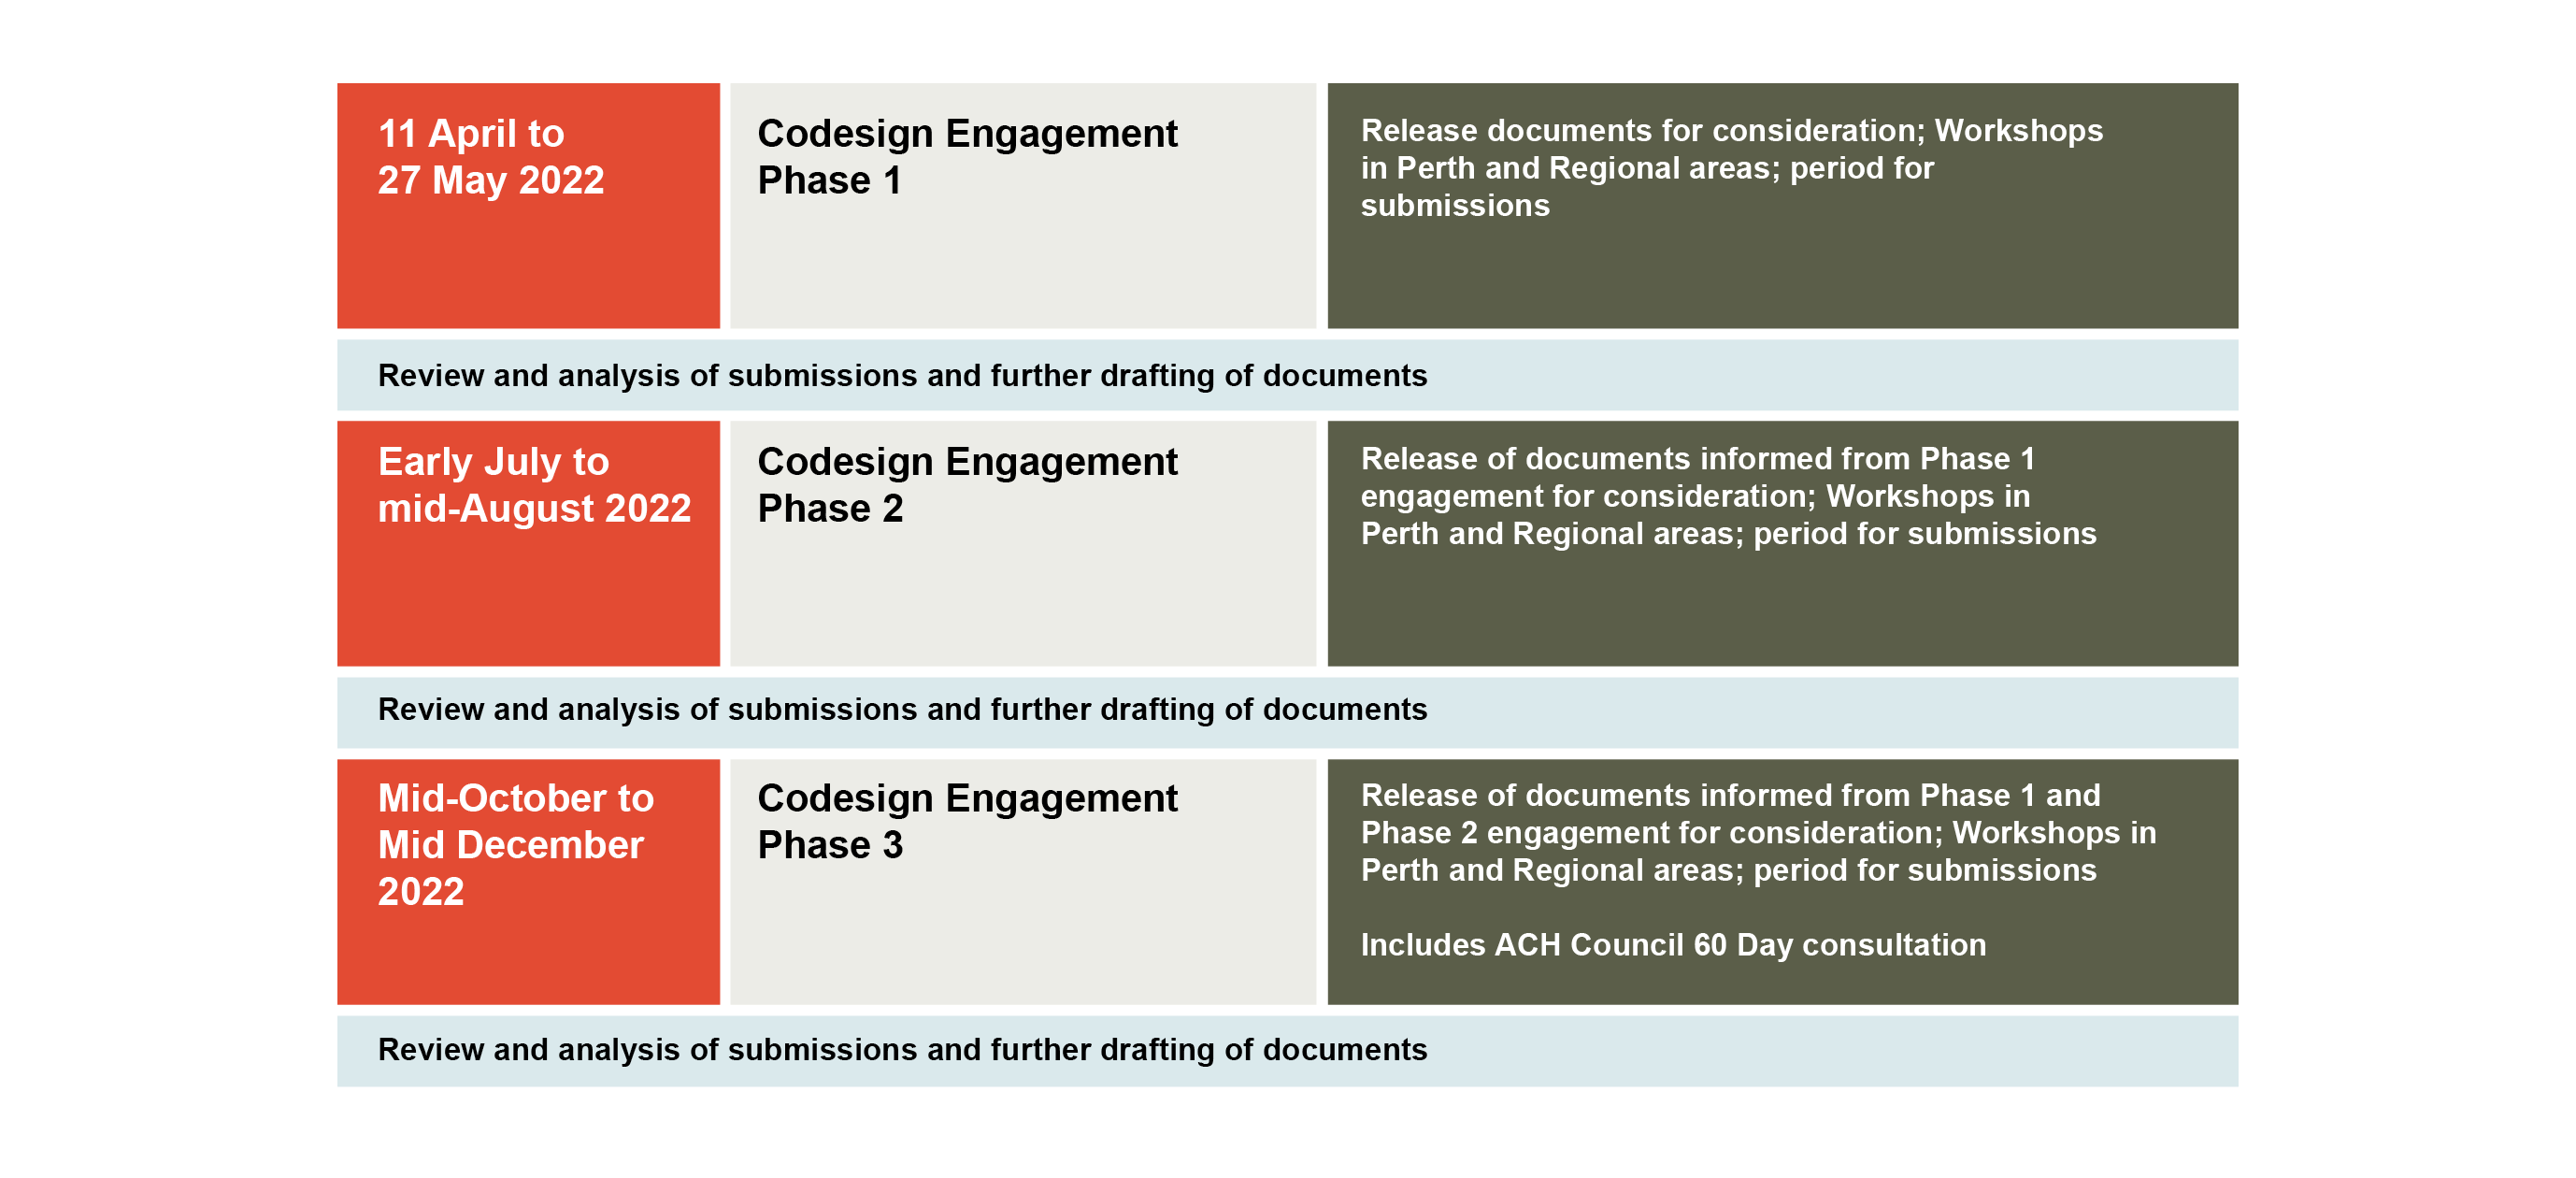 11 April to
27 May 2022
Codesign Engagement
Phase 1
Release documents for consideration; Workshops
in Perth and Regional areas; period for
submissions
Review and analysis of submissions and further drafting of documents
Early July to
mid-August 2022
Codesign Engagement
Phase 2
Release of documents informed from Phase 1
engagement for consideration; Workshops in
Perth and Regional areas; period for submissions
Review and analysis of submissions and further drafting of documents
Mid-October to
Mid December
2022
Codesign Engagement
Phase 3
Release of documents informed from Phase 1 and
Phase 2 engagement for consideration; Workshops in
Perth and Regional areas; period for submissions
Includes ACH Council 60 Day consultation
Review and analysis of submissions and further drafting of documents